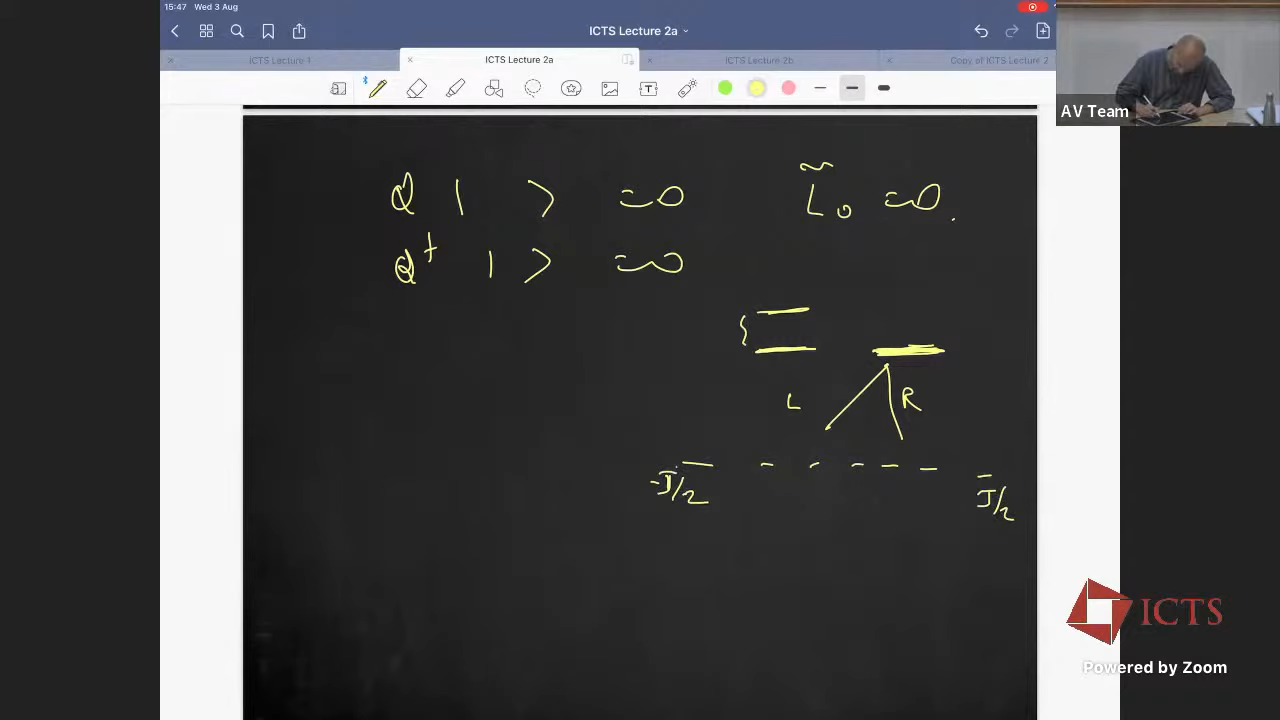 15:47 Wed 3 Aug
ICTS Lecture 2a
ICTS Lecture 1
ICTS Lecture 2a
ICTS Lecture 2b
Copy of ICTS Lecture 2
AV Team
Q | > = 0
L̃₀ = 0.
Q† | > = 0
L
R
-J/2
J/2
ICTS
Powered by Zoom